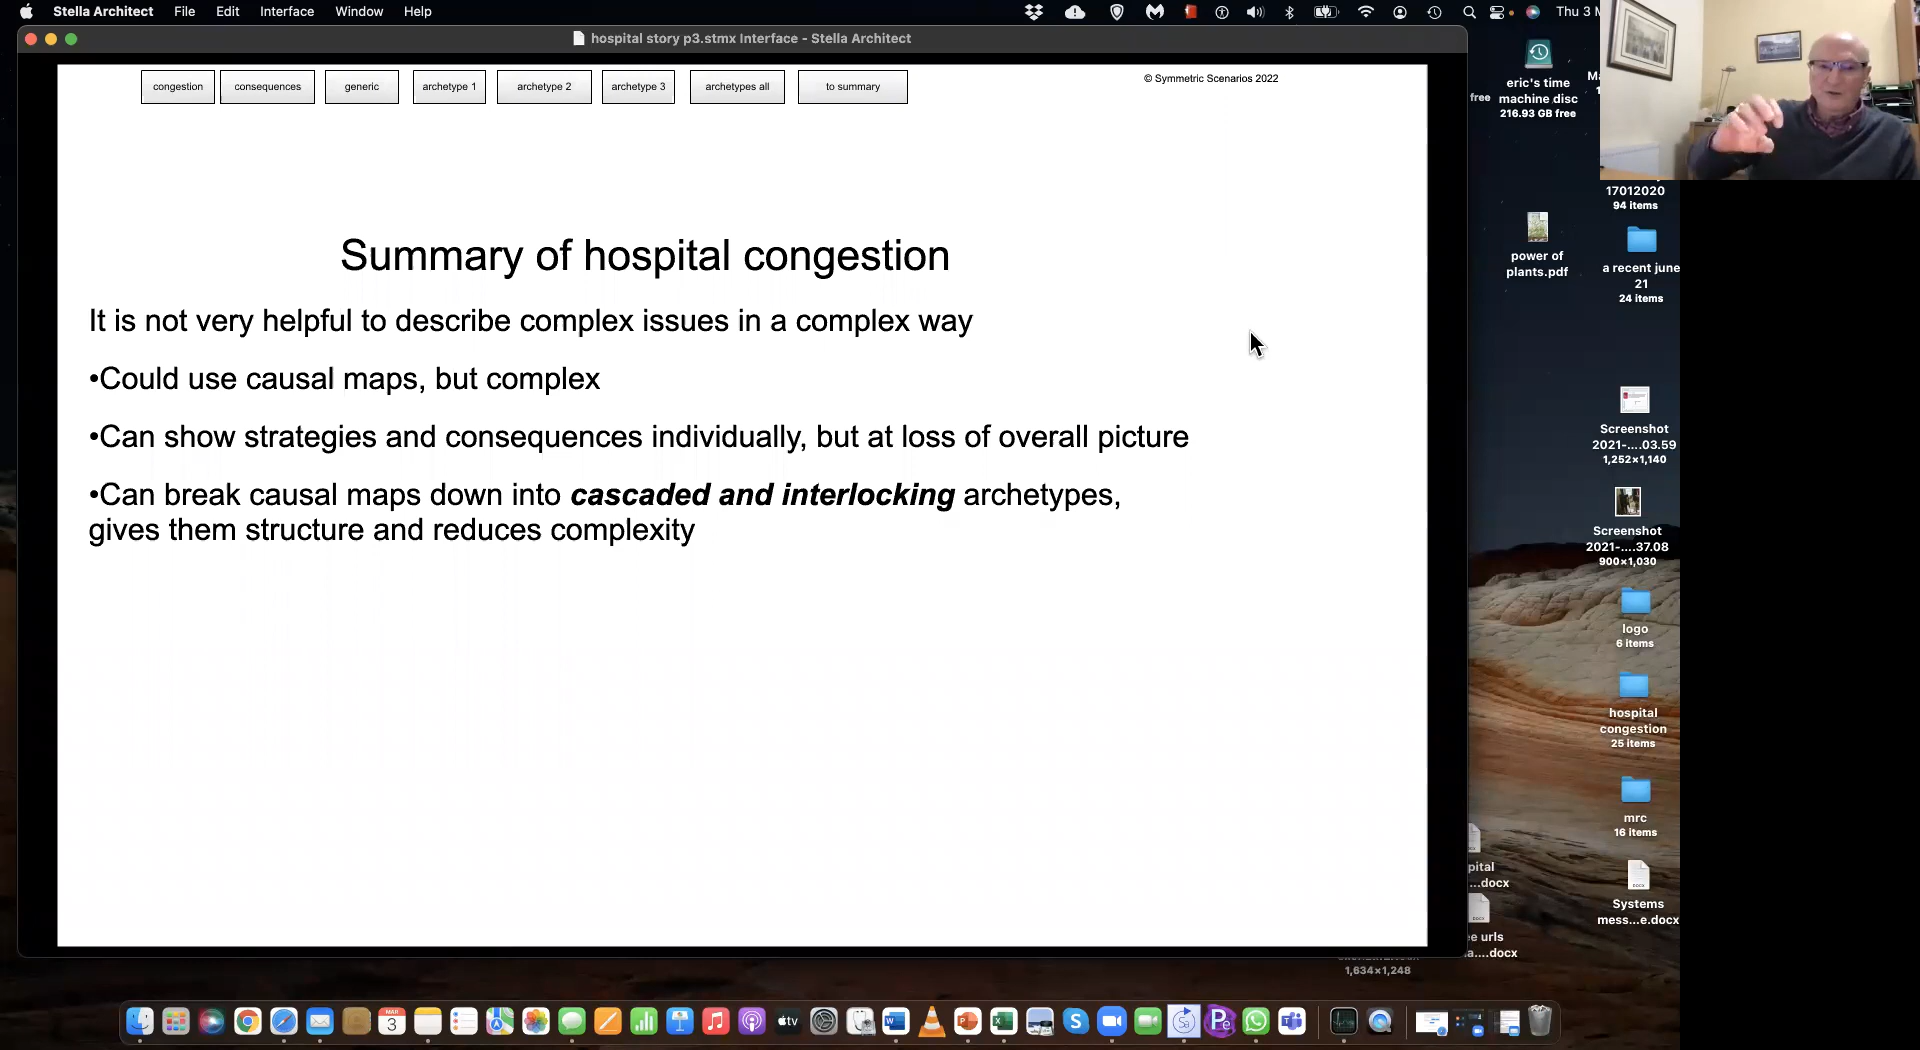 Stella Architect File Edit Interface Window Help
Thu 3 M
hospital story p3.stmx Interface - Stella Architect
congestion consequences generic archetype 1 archetype 2 archetype 3 archetypes all to summary
© Symmetric Scenarios 2022
Summary of hospital congestion
It is not very helpful to describe complex issues in a complex way
•Could use causal maps, but complex
•Can show strategies and consequences individually, but at loss of overall picture
•Can break causal maps down into cascaded and interlocking archetypes,
gives them structure and reduces complexity
eric's time
machine disc
216.93 GB free
free
17012020
94 items
power of
plants.pdf
a recent june
21
24 items
Screenshot
2021-....03.59
1,252×1,140
Screenshot
2021-....37.08
900×1,030
logo
6 items
hospital
congestion
25 items
mrc
16 items
pital
...docx
Systems
mess...e.docx
ee urls
a....docx
1,634×1,248
MAR
3
tv